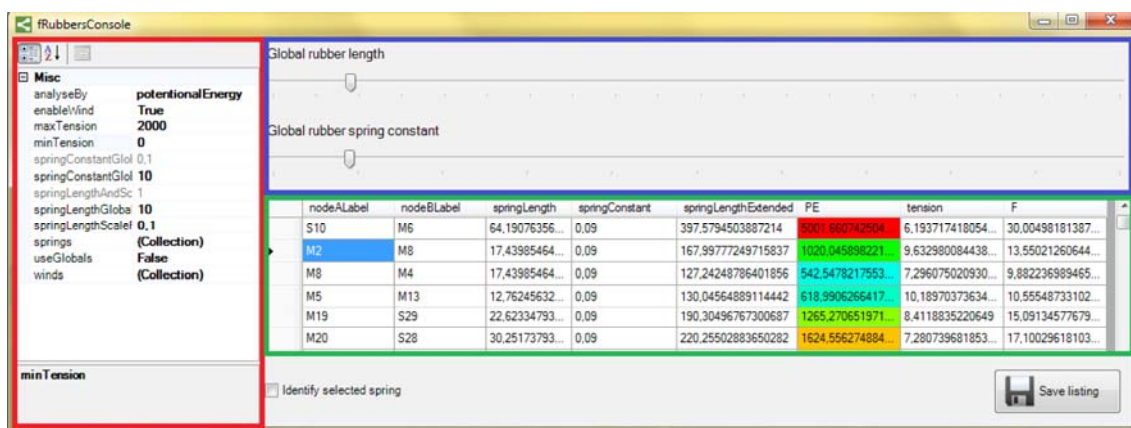 fRubbersConsole
Misc
analyseBy potentionalEnergy
enableWind True
maxTension 2000
minTension 0
springConstantGlol 0,1
springConstantGlol 10
springLengthAndSc 1
springLengthGloba 10
springLengthScalef 0,1
springs (Collection)
useGlobals False
winds (Collection)
minTension
Global rubber length
Global rubber spring constant
nodeALabel nodeBLabel springLength springConstant springLengthExtended PE tension F
S10 M6 64,19076356... 0,09 397,5794503887214 5001,660742504... 6,193717418054... 30,00498181387...
M2 M8 17,43985464... 0,09 167,99777249715837 1020,045898221... 9,632980084438... 13,55021260644...
M8 M4 17,43985464... 0,09 127,24248786401856 542,5478217553... 7,296075020930... 9,882236989465...
M5 M13 12,76245632... 0,09 130,04564889114442 618,9906266417... 10,18970373634... 10,55548733102...
M19 S29 22,62334793... 0,09 190,30496767300687 1265,270651971... 8,4118835220649 15,09134577679...
M20 S28 30,25173793... 0,09 220,25502883650282 1624,556274884... 7,280739681853... 17,10029618103...
Identify selected spring
Save listing